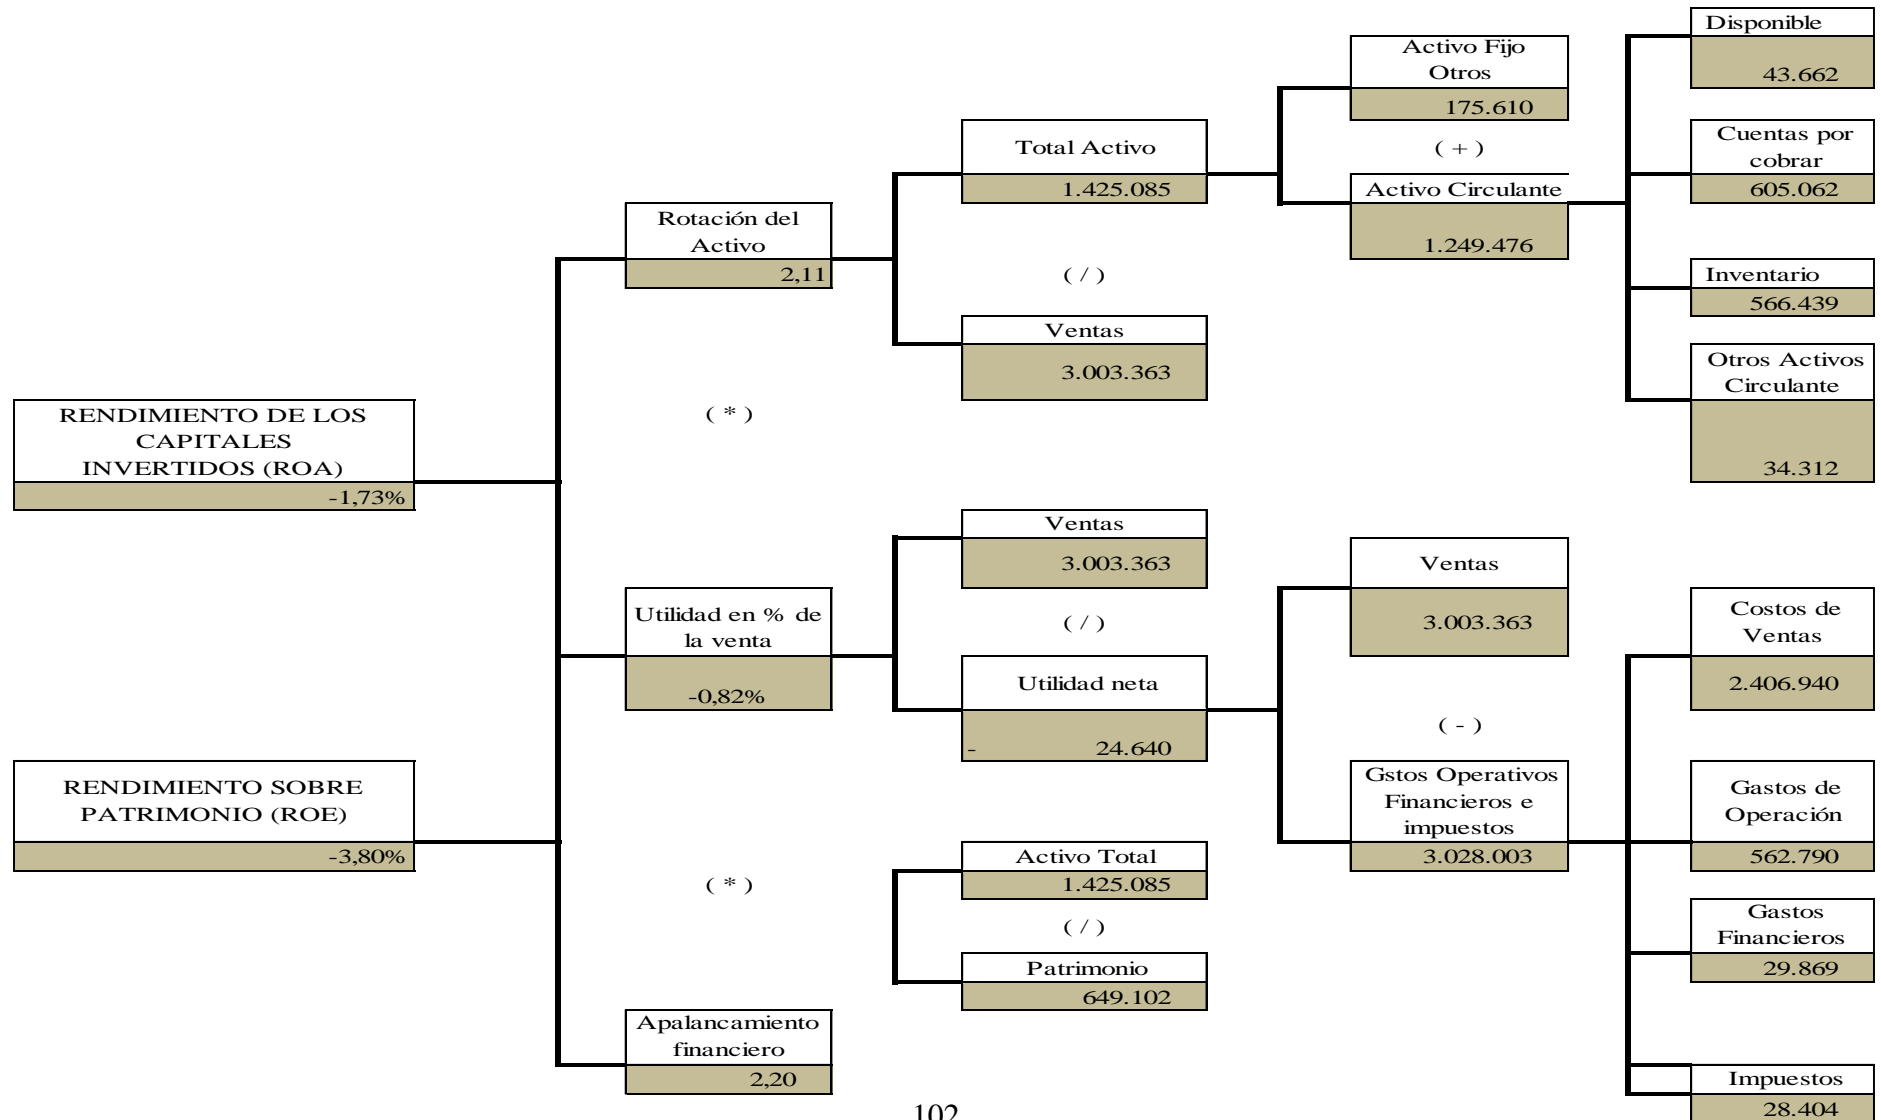 Disponible
43.662
Activo Fijo
Otros
175.610
( + )
Activo Circulante
1.249.476
Cuentas por
cobrar
605.062
Inventario
566.439
Otros Activos
Circulante
34.312
Total Activo
1.425.085
( / )
Ventas
3.003.363
Rotación del
Activo
2,11
( * )
RENDIMIENTO DE LOS
CAPITALES
INVERTIDOS (ROA)
-1,73%
Ventas
3.003.363
( / )
Utilidad neta
- 24.640
Utilidad en % de
la venta
-0,82%
Ventas
3.003.363
( - )
Gstos Operativos
Financieros e
impuestos
3.028.003
Costos de
Ventas
2.406.940
Gastos de
Operación
562.790
Gastos
Financieros
29.869
Impuestos
28.404
RENDIMIENTO SOBRE
PATRIMONIO (ROE)
-3,80%
( * )
Activo Total
1.425.085
( / )
Patrimonio
649.102
Apalancamiento
financiero
2,20
102